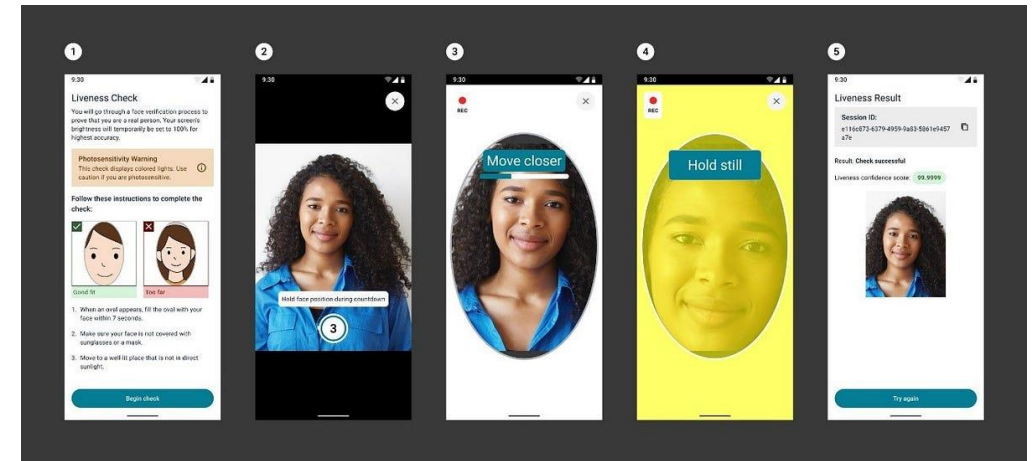 1
9:30
Liveness Check
You will go through a face verification process to
prove that you are a real person. Your screen's
brightness will temporarily be set to 100% for
highest accuracy.
Photosensitivity Warning
This check displays colored lights. Use
caution if you are photosensitive.
Follow these instructions to complete the
check:
Good fit
Too far
1. When an oval appears, fill the oval with your
face within 7 seconds.
2. Make sure your face is not covered with
sunglasses or a mask.
3. Move to a well-lit place that is not in direct
sunlight.
Begin check
2
9:30
Hold face position during countdown
3
3
9:30
REC
Move closer
4
9:30
REC
Hold still
5
9:30
Liveness Result
Session ID:
Result: Check successful
Liveness confidence score: 99.9999
Try again